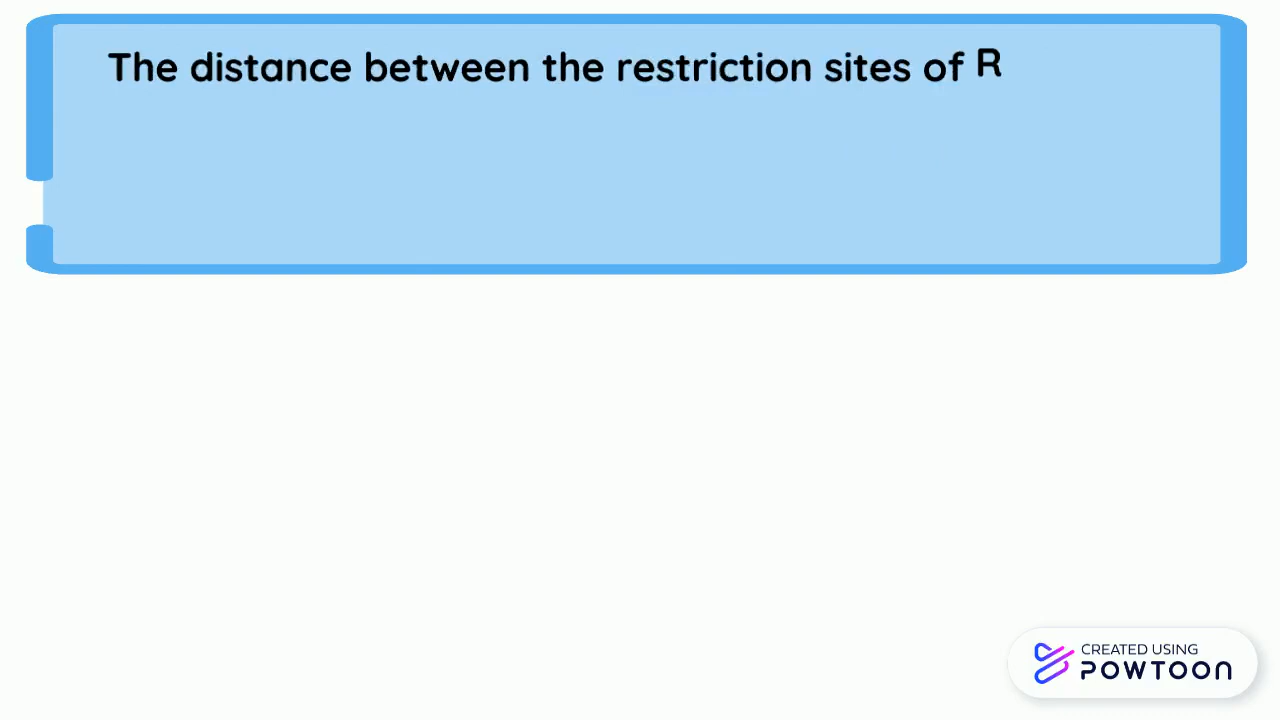 The distance between the restriction sites of R
CREATED USING
POWTOON